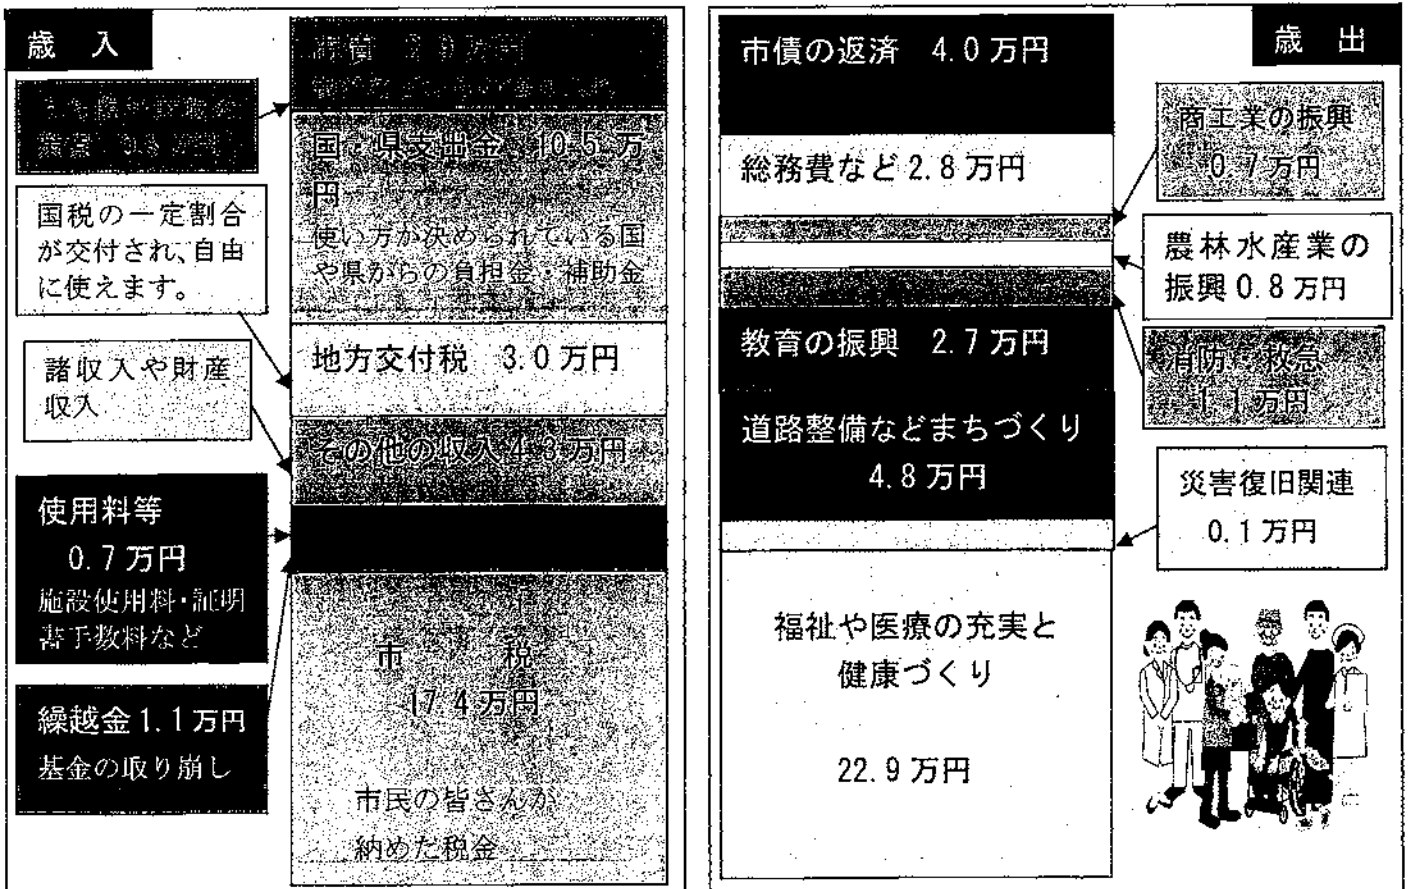 歳 入
市債 2.9万円
国・県支出金 10.5万
円
使い方が決められている国
や県からの負担金・補助金
国税の一定割合
が交付され、自由
に使えます。
地方交付税 3.0万円
諸収入や財産
収入
その他の収入4.3万円
使用料等
0.7万円
施設使用料・証明
書手数料など
繰越金1.1万円
基金の取り崩し
市 税
17.4万円
市民の皆さんが
納めた税金
歳 出
市債の返済 4.0万円
総務費など2.8万円
商工業の振興
0.7万円
農林水産業の
振興0.8万円
消防・救急
1.1万円
教育の振興 2.7万円
道路整備などまちづくり
4.8万円
災害復旧関連
0.1万円
福祉や医療の充実と
健康づくり
22.9万円